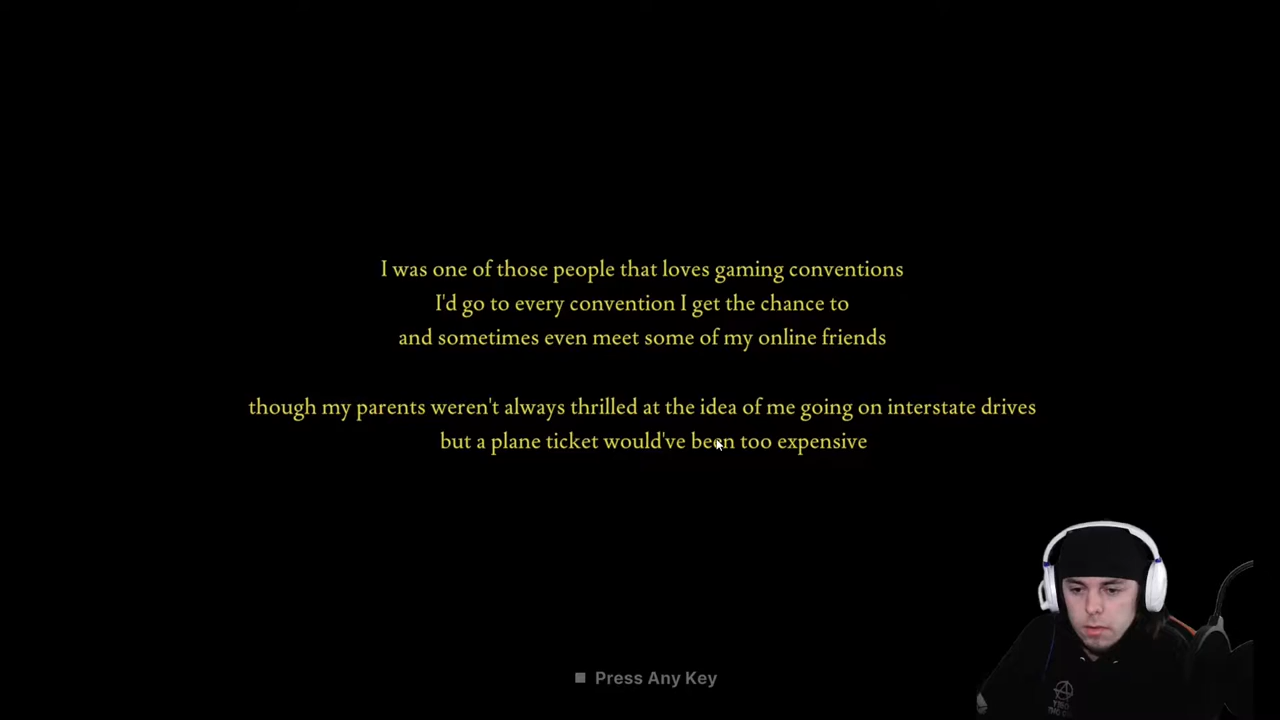 I was one of those people that loves gaming conventions
I'd go to every convention I get the chance to
and sometimes even meet some of my online friends
though my parents weren't always thrilled at the idea of me going on interstate drives
but a plane ticket would've been too expensive
Press Any Key